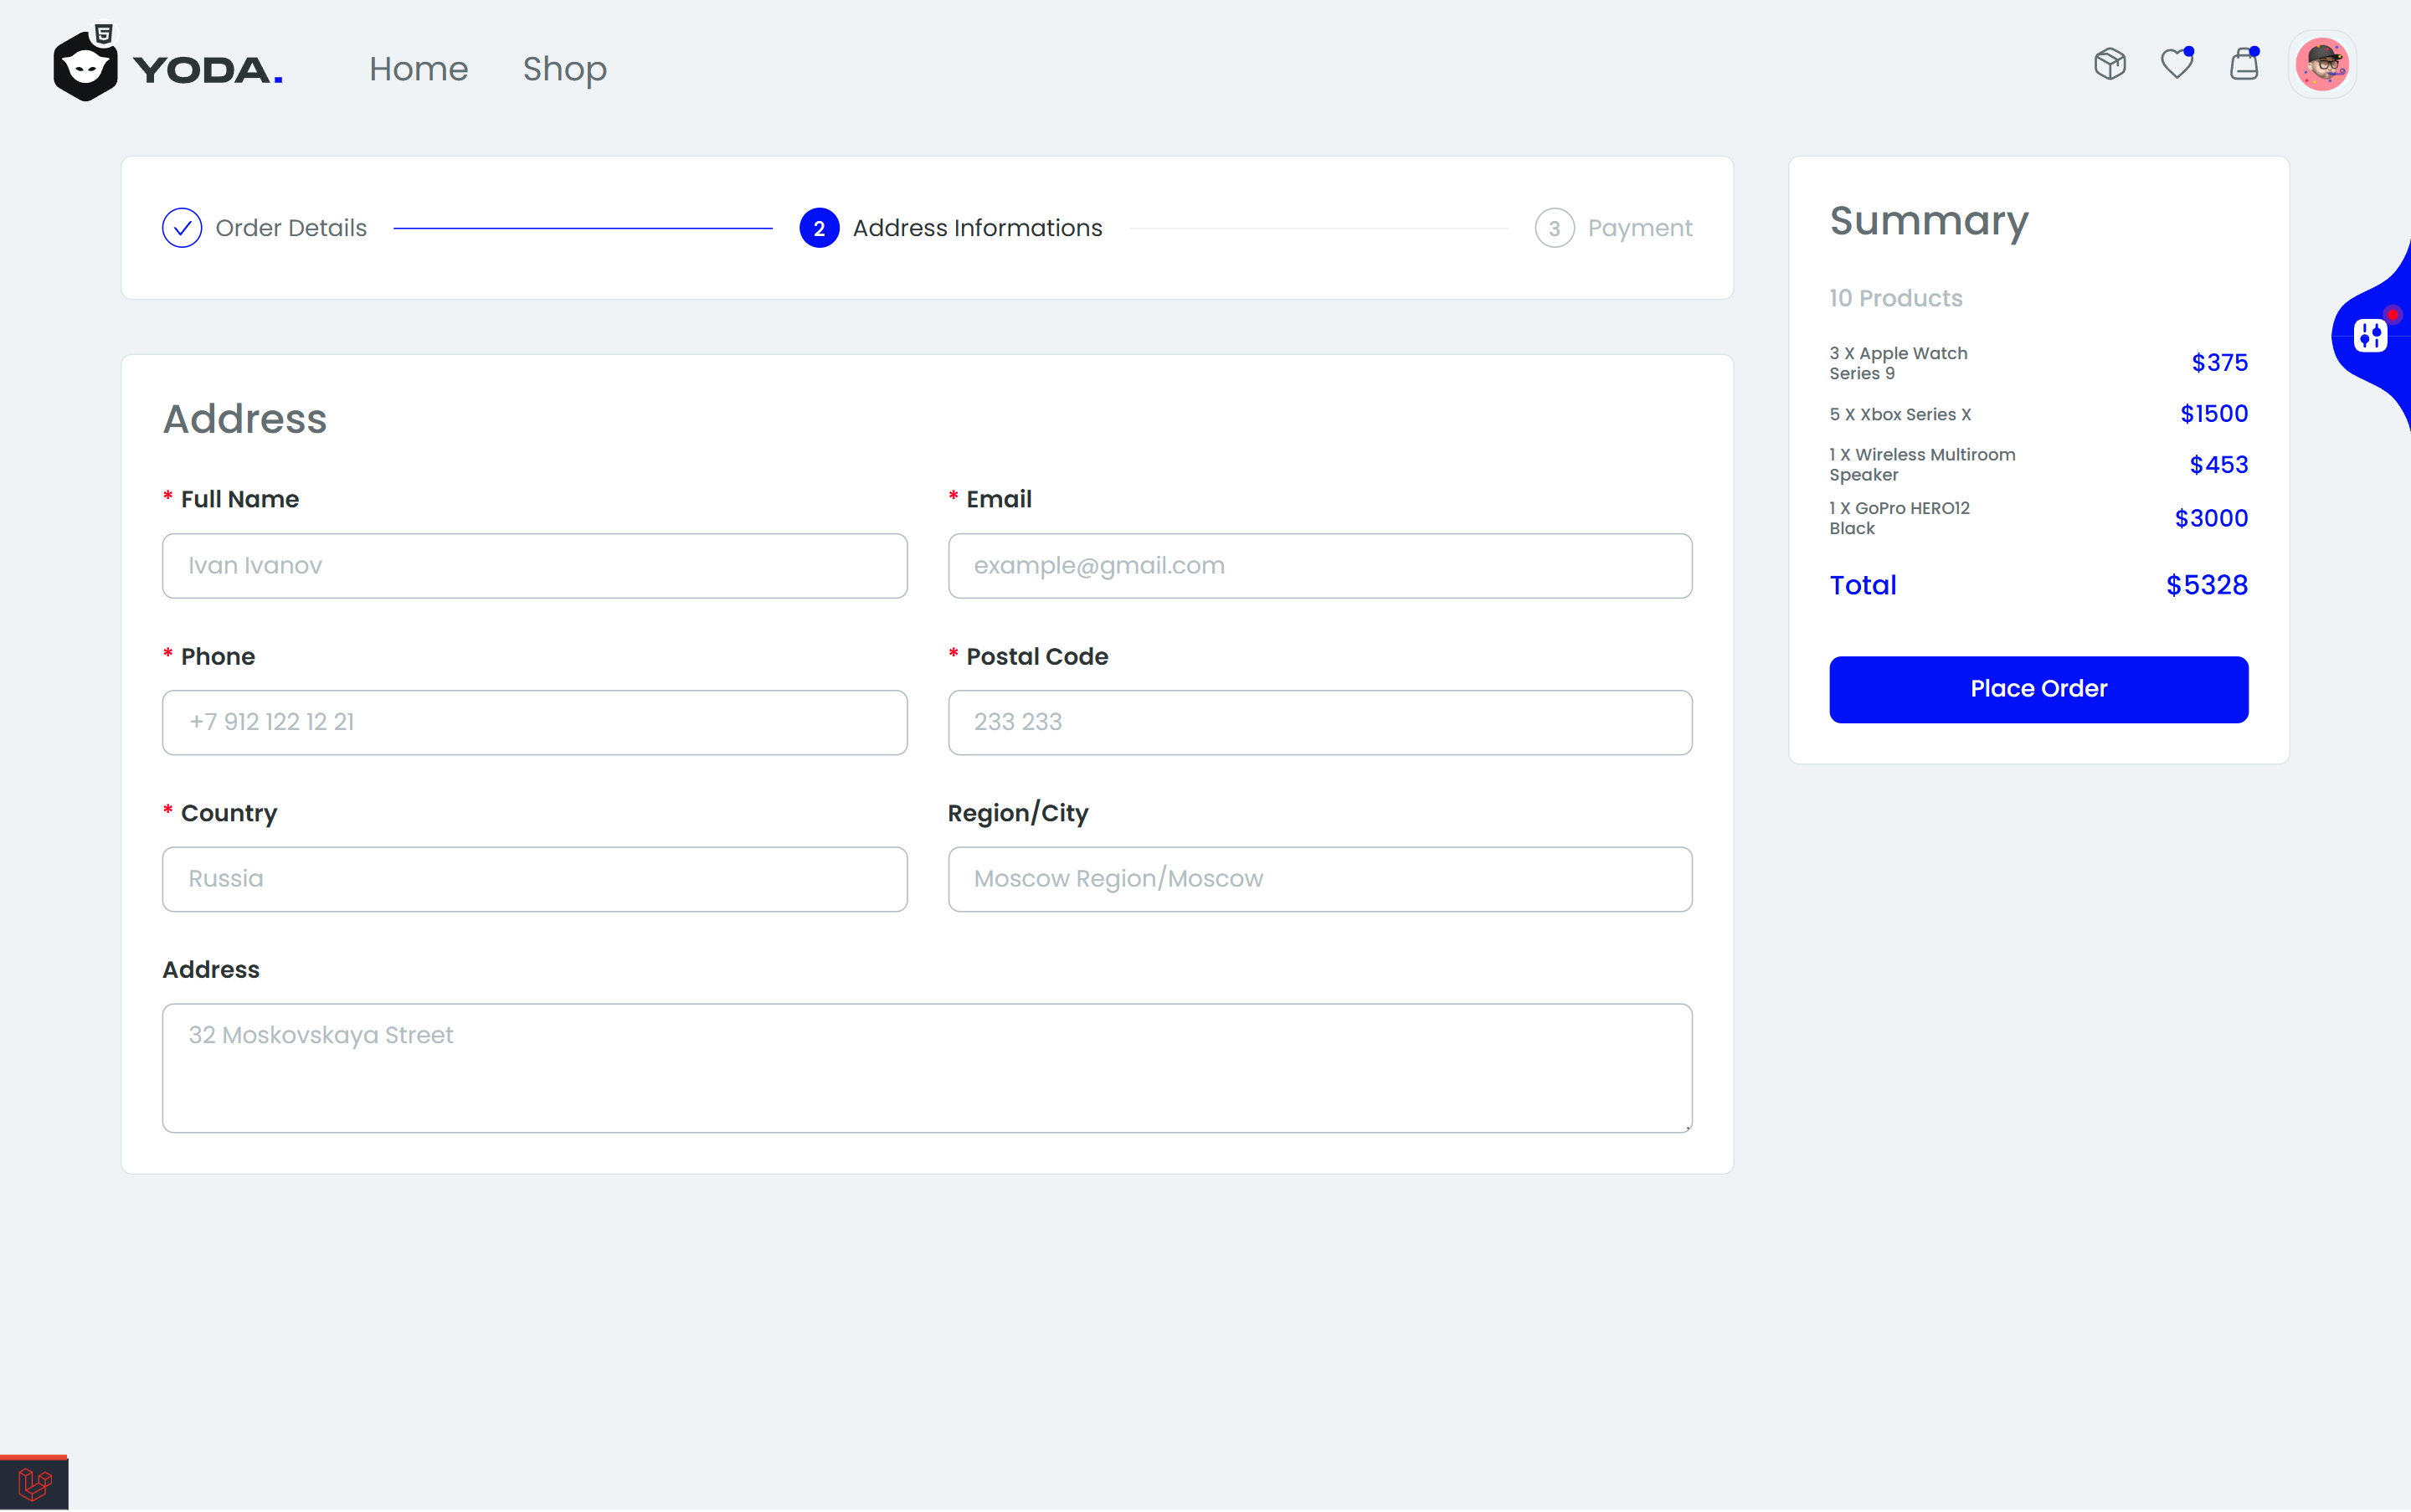 YODA.
Home
Shop
Order Details
2
Address Informations
3
Payment
Address
* Full Name
Ivan Ivanov
* Email
example@gmail.com
* Phone
+7 912 122 12 21
* Postal Code
233 233
* Country
Russia
Region/City
Moscow Region/Moscow
Address
32 Moskovskaya Street
Summary
10 Products
3 X Apple Watch
Series 9
$375
5 X Xbox Series X
$1500
1 X Wireless Multiroom
Speaker
$453
1 X GoPro HERO12
Black
$3000
Total
$5328
Place Order